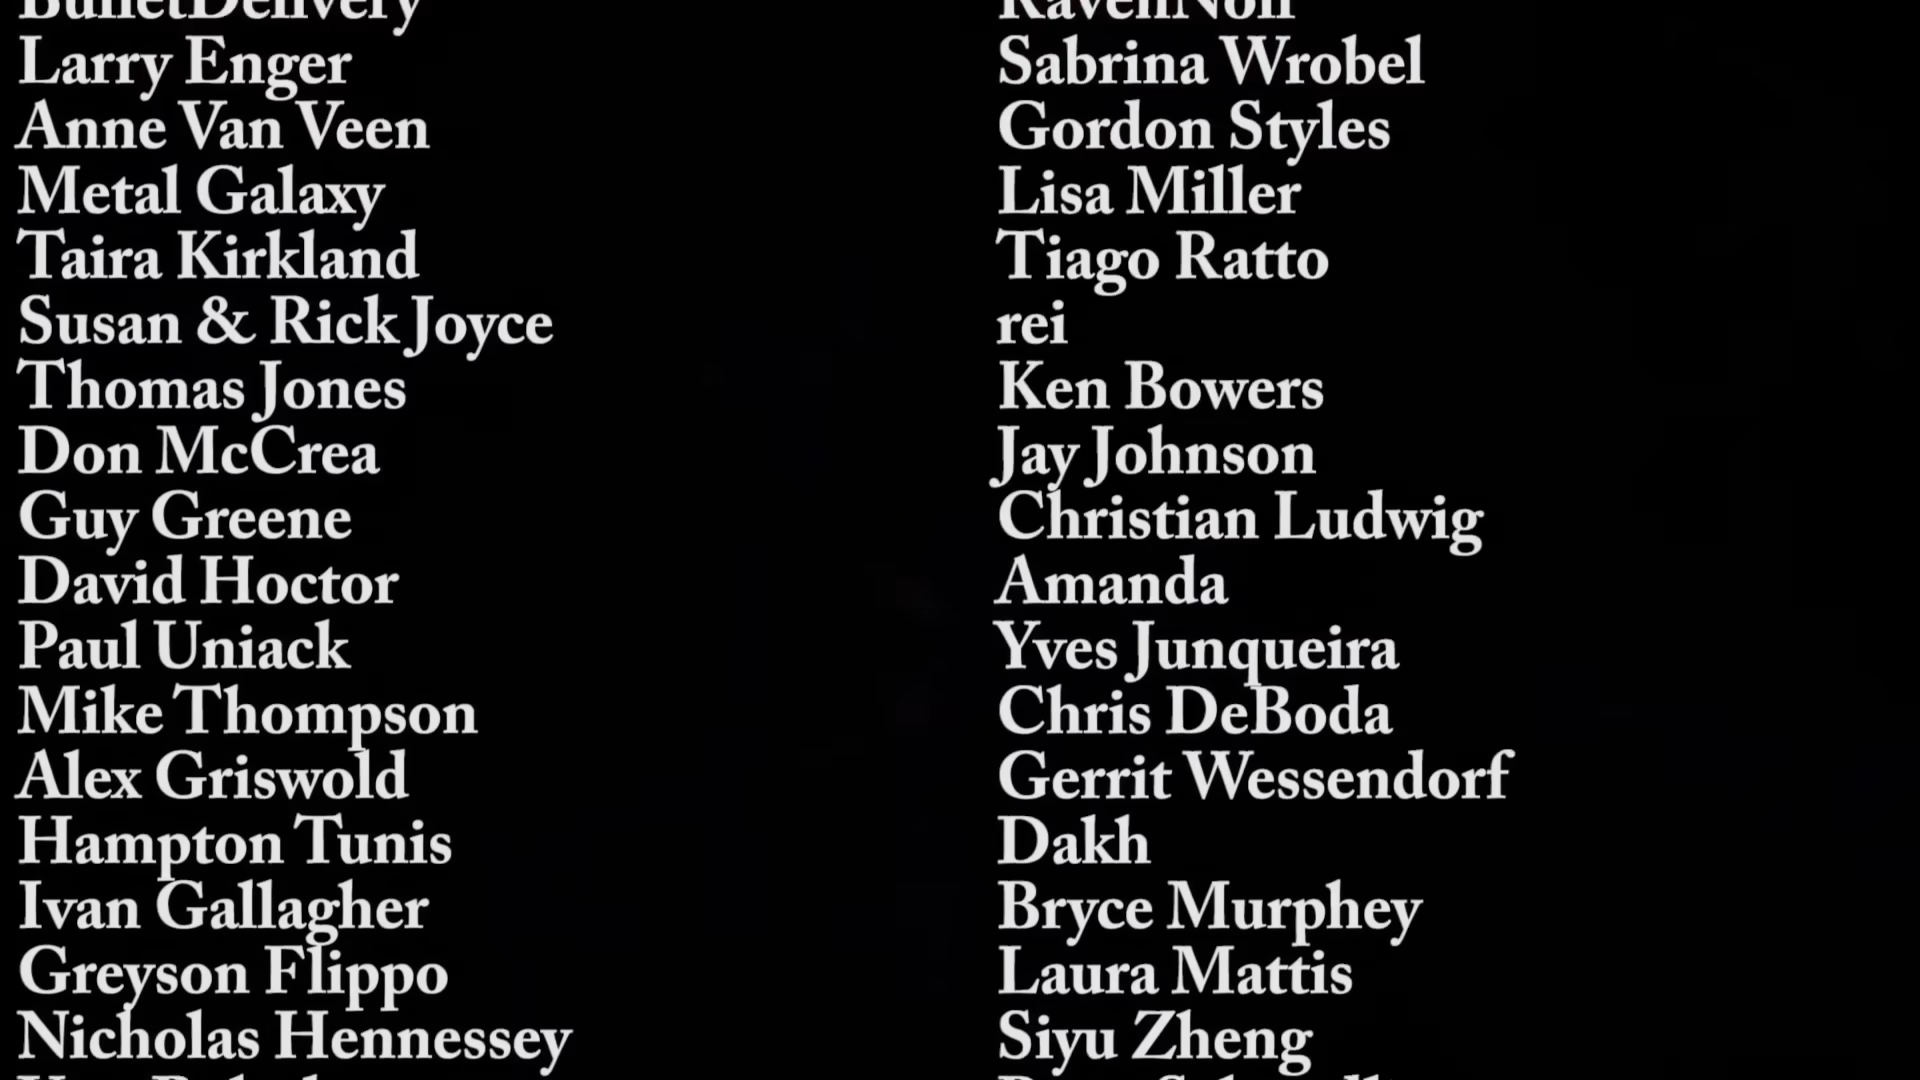 BulletDelivery
Larry Enger
Anne Van Veen
Metal Galaxy
Taira Kirkland
Susan & Rick Joyce
Thomas Jones
Don McCrea
Guy Greene
David Hoctor
Paul Uniack
Mike Thompson
Alex Griswold
Hampton Tunis
Ivan Gallagher
Greyson Flippo
Nicholas Hennessey
Sabrina Wrobel
Gordon Styles
Lisa Miller
Tiago Ratto
rei
Ken Bowers
Jay Johnson
Christian Ludwig
Amanda
Yves Junqueira
Chris DeBoda
Gerrit Wessendorf
Dakh
Bryce Murphey
Laura Mattis
Siyu Zheng